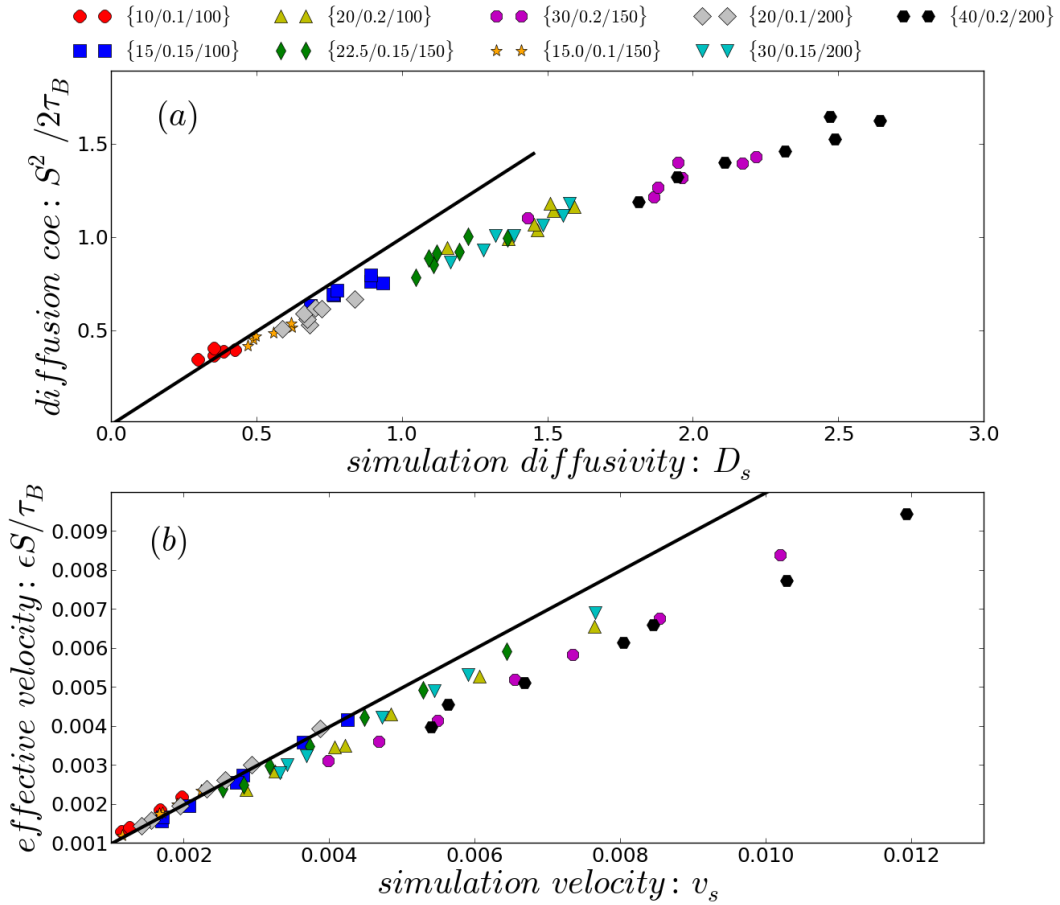 {10/0.1/100} {20/0.2/100} {30/0.2/150} {20/0.1/200} {40/0.2/200}
{15/0.15/100} {22.5/0.15/150} {15.0/0.1/150} {30/0.15/200}
(a)
diffusion coe: S² /2τ_B
1.5
1.0
0.5
0.0 0.5 1.0 1.5 2.0 2.5 3.0
simulation diffusivity: D_s
(b)
effective velocity: ϵS/τ_B
0.009
0.008
0.007
0.006
0.005
0.004
0.003
0.002
0.001
0.002 0.004 0.006 0.008 0.010 0.012
simulation velocity: v_s